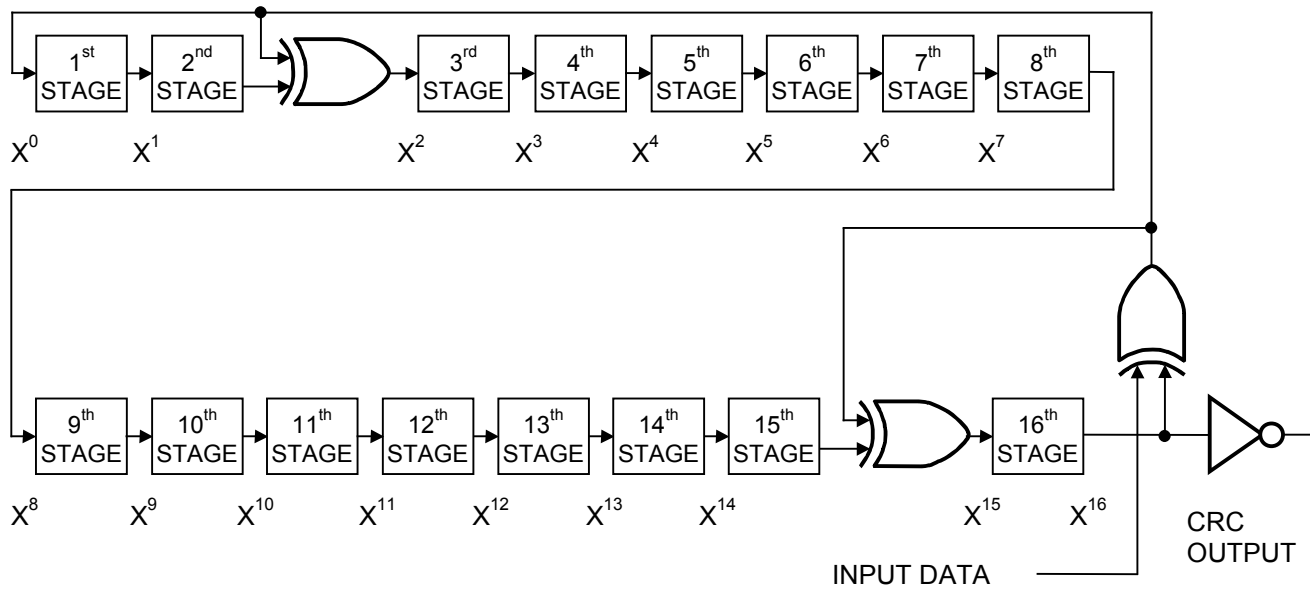 1st STAGE
2nd STAGE
3rd STAGE
4th STAGE
5th STAGE
6th STAGE
7th STAGE
8th STAGE
X0 X1 X2 X3 X4 X5 X6 X7
9th STAGE
10th STAGE
11th STAGE
12th STAGE
13th STAGE
14th STAGE
15th STAGE
16th STAGE
X8 X9 X10 X11 X12 X13 X14 X15 X16
CRC
OUTPUT
INPUT DATA